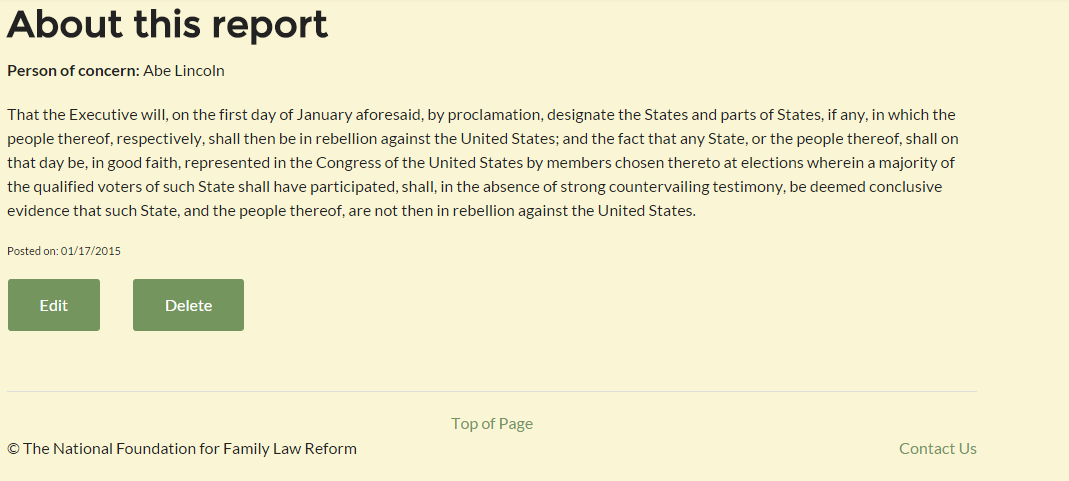 About this report
Person of concern: Abe Lincoln
That the Executive will, on the first day of January aforesaid, by proclamation, designate the States and parts of States, if any, in which the
people thereof, respectively, shall then be in rebellion against the United States; and the fact that any State, or the people thereof, shall on
that day be, in good faith, represented in the Congress of the United States by members chosen thereto at elections wherein a majority of
the qualified voters of such State shall have participated, shall, in the absence of strong countervailing testimony, be deemed conclusive
evidence that such State, and the people thereof, are not then in rebellion against the United States.
Posted on: 01/17/2015
Edit
Delete
Top of Page
© The National Foundation for Family Law Reform
Contact Us